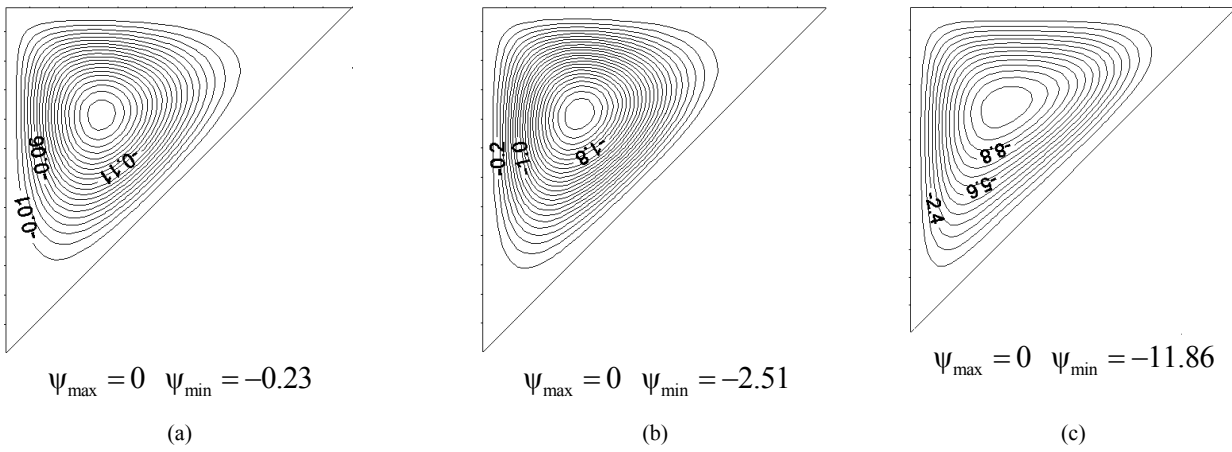 -0.06
-0.11
-0.01
-0.2
-1.0
-1.8
-8.8
-5.6
-2.4
ψmax = 0 ψmin = −0.23
ψmax = 0 ψmin = −2.51
ψmax = 0 ψmin = −11.86
(a)
(b)
(c)